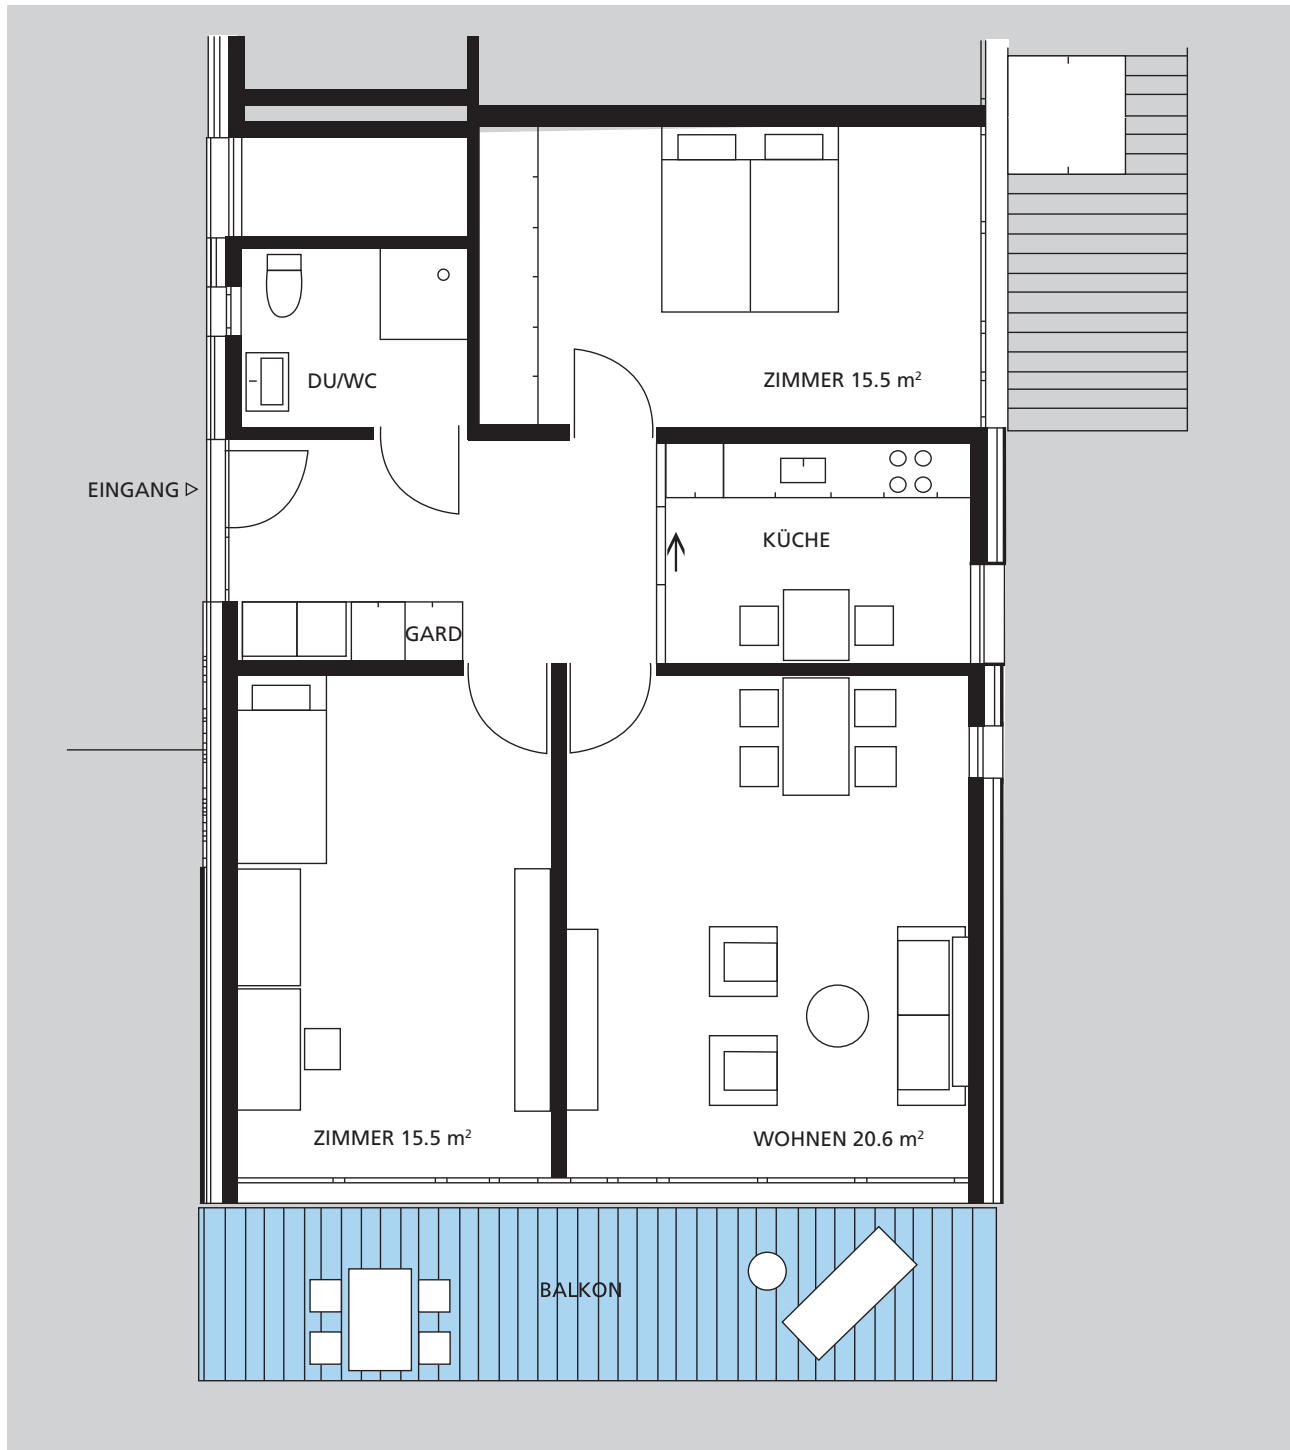 DU/WC
ZIMMER 15.5 m²
EINGANG
KÜCHE
GARD
ZIMMER 15.5 m²
WOHNEN 20.6 m²
BALKON